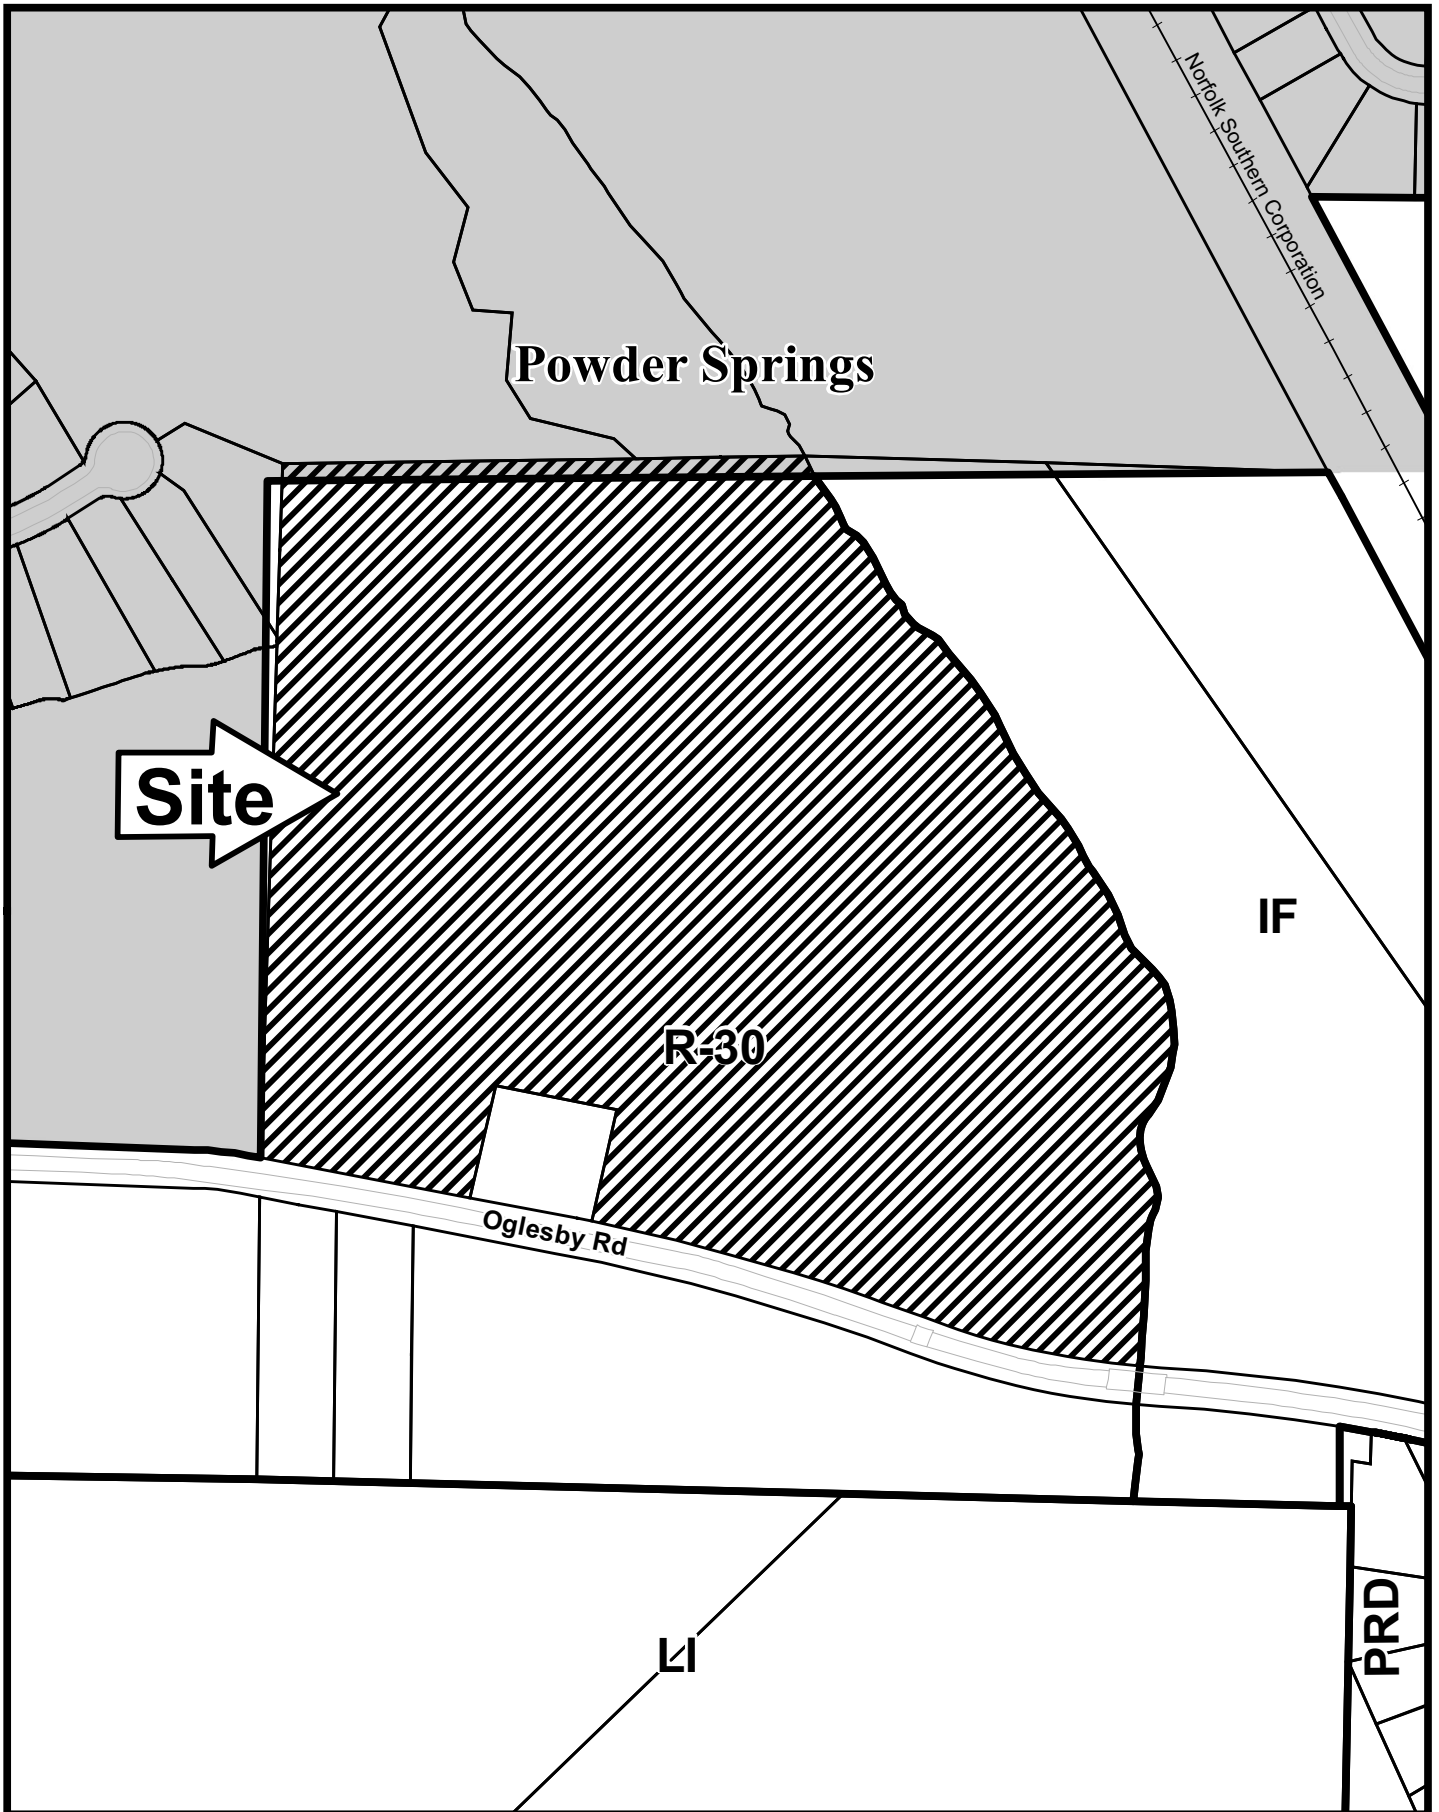 Norfolk Southern Corporation
Powder Springs
Site
IF
R-30
Oglesby Rd
PRD
LI